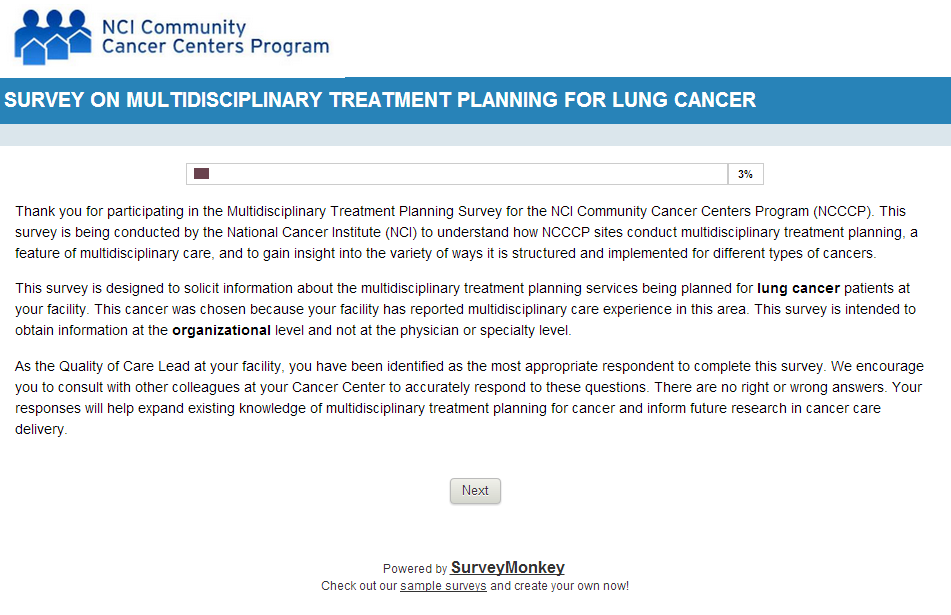 NCI Community
Cancer Centers Program
SURVEY ON MULTIDISCIPLINARY TREATMENT PLANNING FOR LUNG CANCER
3%
Thank you for participating in the Multidisciplinary Treatment Planning Survey for the NCI Community Cancer Centers Program (NCCCP). This
survey is being conducted by the National Cancer Institute (NCI) to understand how NCCCP sites conduct multidisciplinary treatment planning, a
feature of multidisciplinary care, and to gain insight into the variety of ways it is structured and implemented for different types of cancers.
This survey is designed to solicit information about the multidisciplinary treatment planning services being planned for lung cancer patients at
your facility. This cancer was chosen because your facility has reported multidisciplinary care experience in this area. This survey is intended to
obtain information at the organizational level and not at the physician or specialty level.
As the Quality of Care Lead at your facility, you have been identified as the most appropriate respondent to complete this survey. We encourage
you to consult with other colleagues at your Cancer Center to accurately respond to these questions. There are no right or wrong answers. Your
responses will help expand existing knowledge of multidisciplinary treatment planning for cancer and inform future research in cancer care
delivery.
Next
Powered by SurveyMonkey
Check out our sample surveys and create your own now!